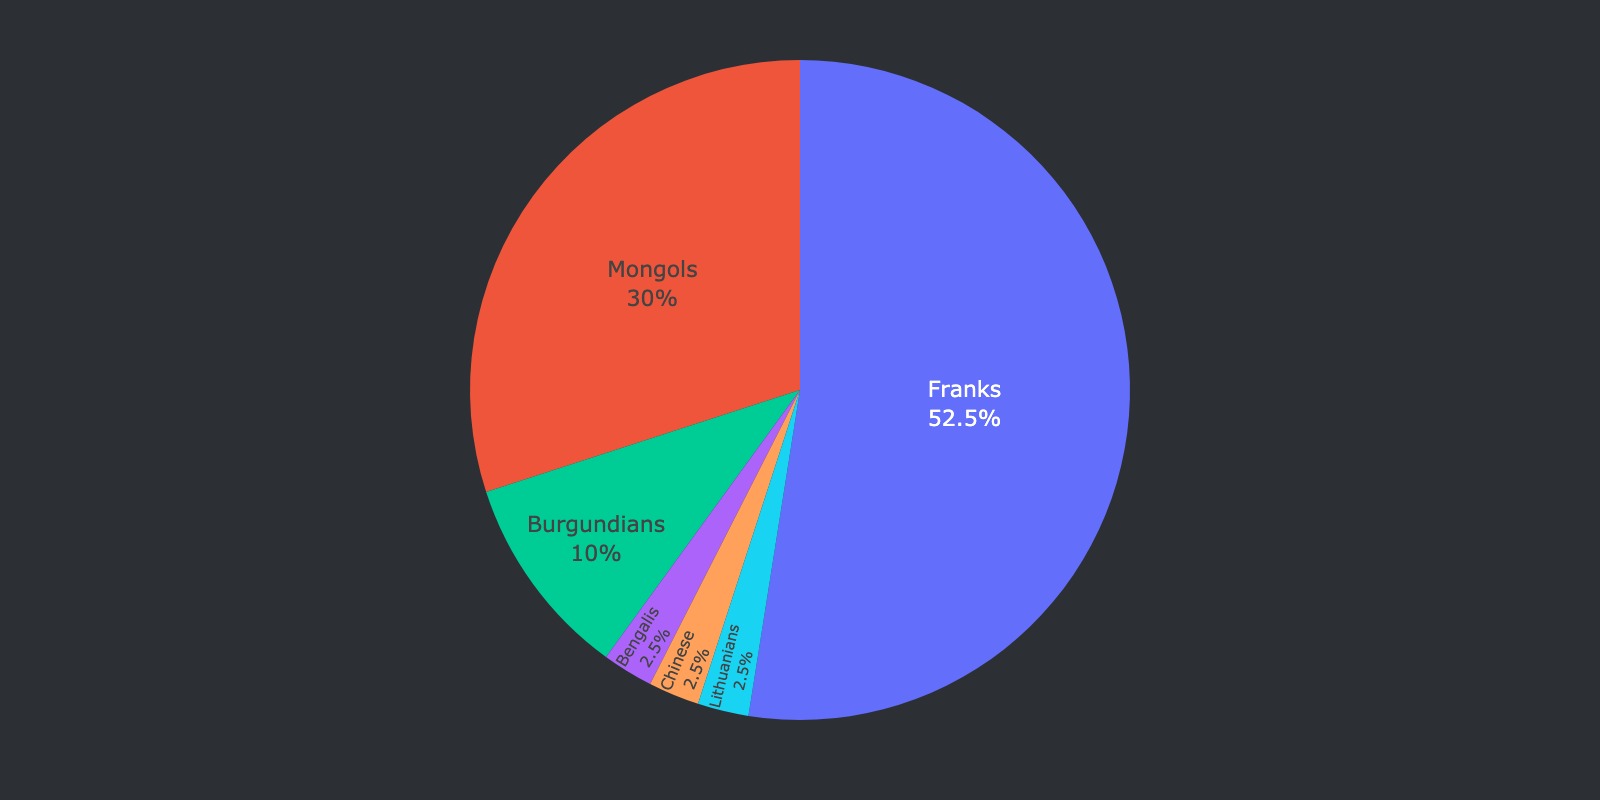 Mongols
30%
Franks
52.5%
Burgundians
10%
Bengalis
2.5%
Chinese
2.5%
Lithuanians
2.5%